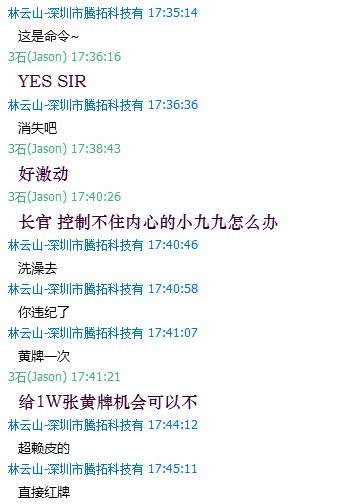 林云山-深圳市腾拓科技有 17:35:14
这是命令~
3石(Jason) 17:36:16
YES SIR
林云山-深圳市腾拓科技有 17:36:36
消失吧
3石(Jason) 17:38:43
好激动
3石(Jason) 17:40:26
长官 控制不住内心的小九九怎么办
林云山-深圳市腾拓科技有 17:40:46
洗澡去
林云山-深圳市腾拓科技有 17:40:58
你违纪了
林云山-深圳市腾拓科技有 17:41:07
黄牌一次
3石(Jason) 17:41:21
给1W张黄牌机会可以不
林云山-深圳市腾拓科技有 17:44:12
超赖皮的
林云山-深圳市腾拓科技有 17:45:11
直接红牌